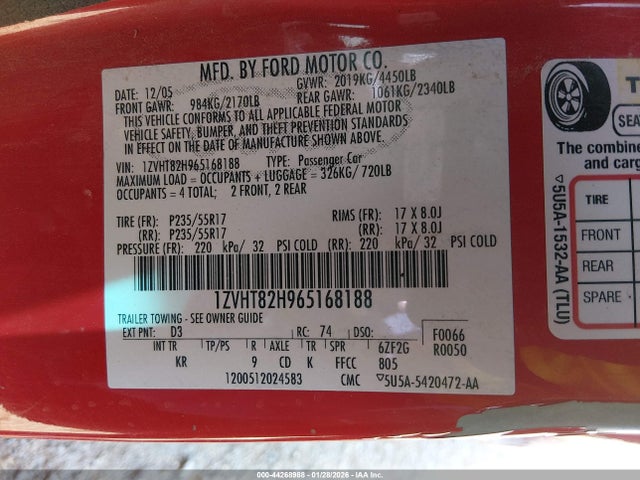 MFD. BY FORD MOTOR CO.
DATE: 12/05 GVWR: 2019KG/4450LB
FRONT GAWR: 984KG/2170LB REAR GAWR: 1061KG/2340LB
THIS VEHICLE CONFORMS TO ALL APPLICABLE FEDERAL MOTOR
VEHICLE SAFETY, BUMPER, AND THEFT PREVENTION STANDARDS
IN EFFECT ON THE DATE OF MANUFACTURE SHOWN ABOVE.
VIN: 1ZVHT82H965168188 TYPE: Passenger Car
MAXIMUM LOAD = OCCUPANTS + LUGGAGE = 326KG/ 720LB
OCCUPANTS = 4 TOTAL; 2 FRONT, 2 REAR
TIRE (FR): P235/55R17 RIMS (FR): 17 X 8.0J
(RR): P235/55R17 (RR): 17 X 8.0J
PRESSURE (FR): 220 kPa/ 32 PSI COLD (RR): 220 kPa/ 32 PSI COLD
1ZVHT82H965168188
TRAILER TOWING - SEE OWNER GUIDE
EXT PNT: D3 RC: 74 DSO: F0066
INT TR TP/PS R AXLE TR SPR 6ZF2G R0050
KR 9 CD K FFCC 805
1200512024583 CMC ▽5U5A-5420472-AA
SEA
The combine
and carg
TIRE
FRONT
REAR
SPARE
▽5U5A-1532-AA (TLU)
000-44268988 - 01/28/2026 - IAA, Inc.